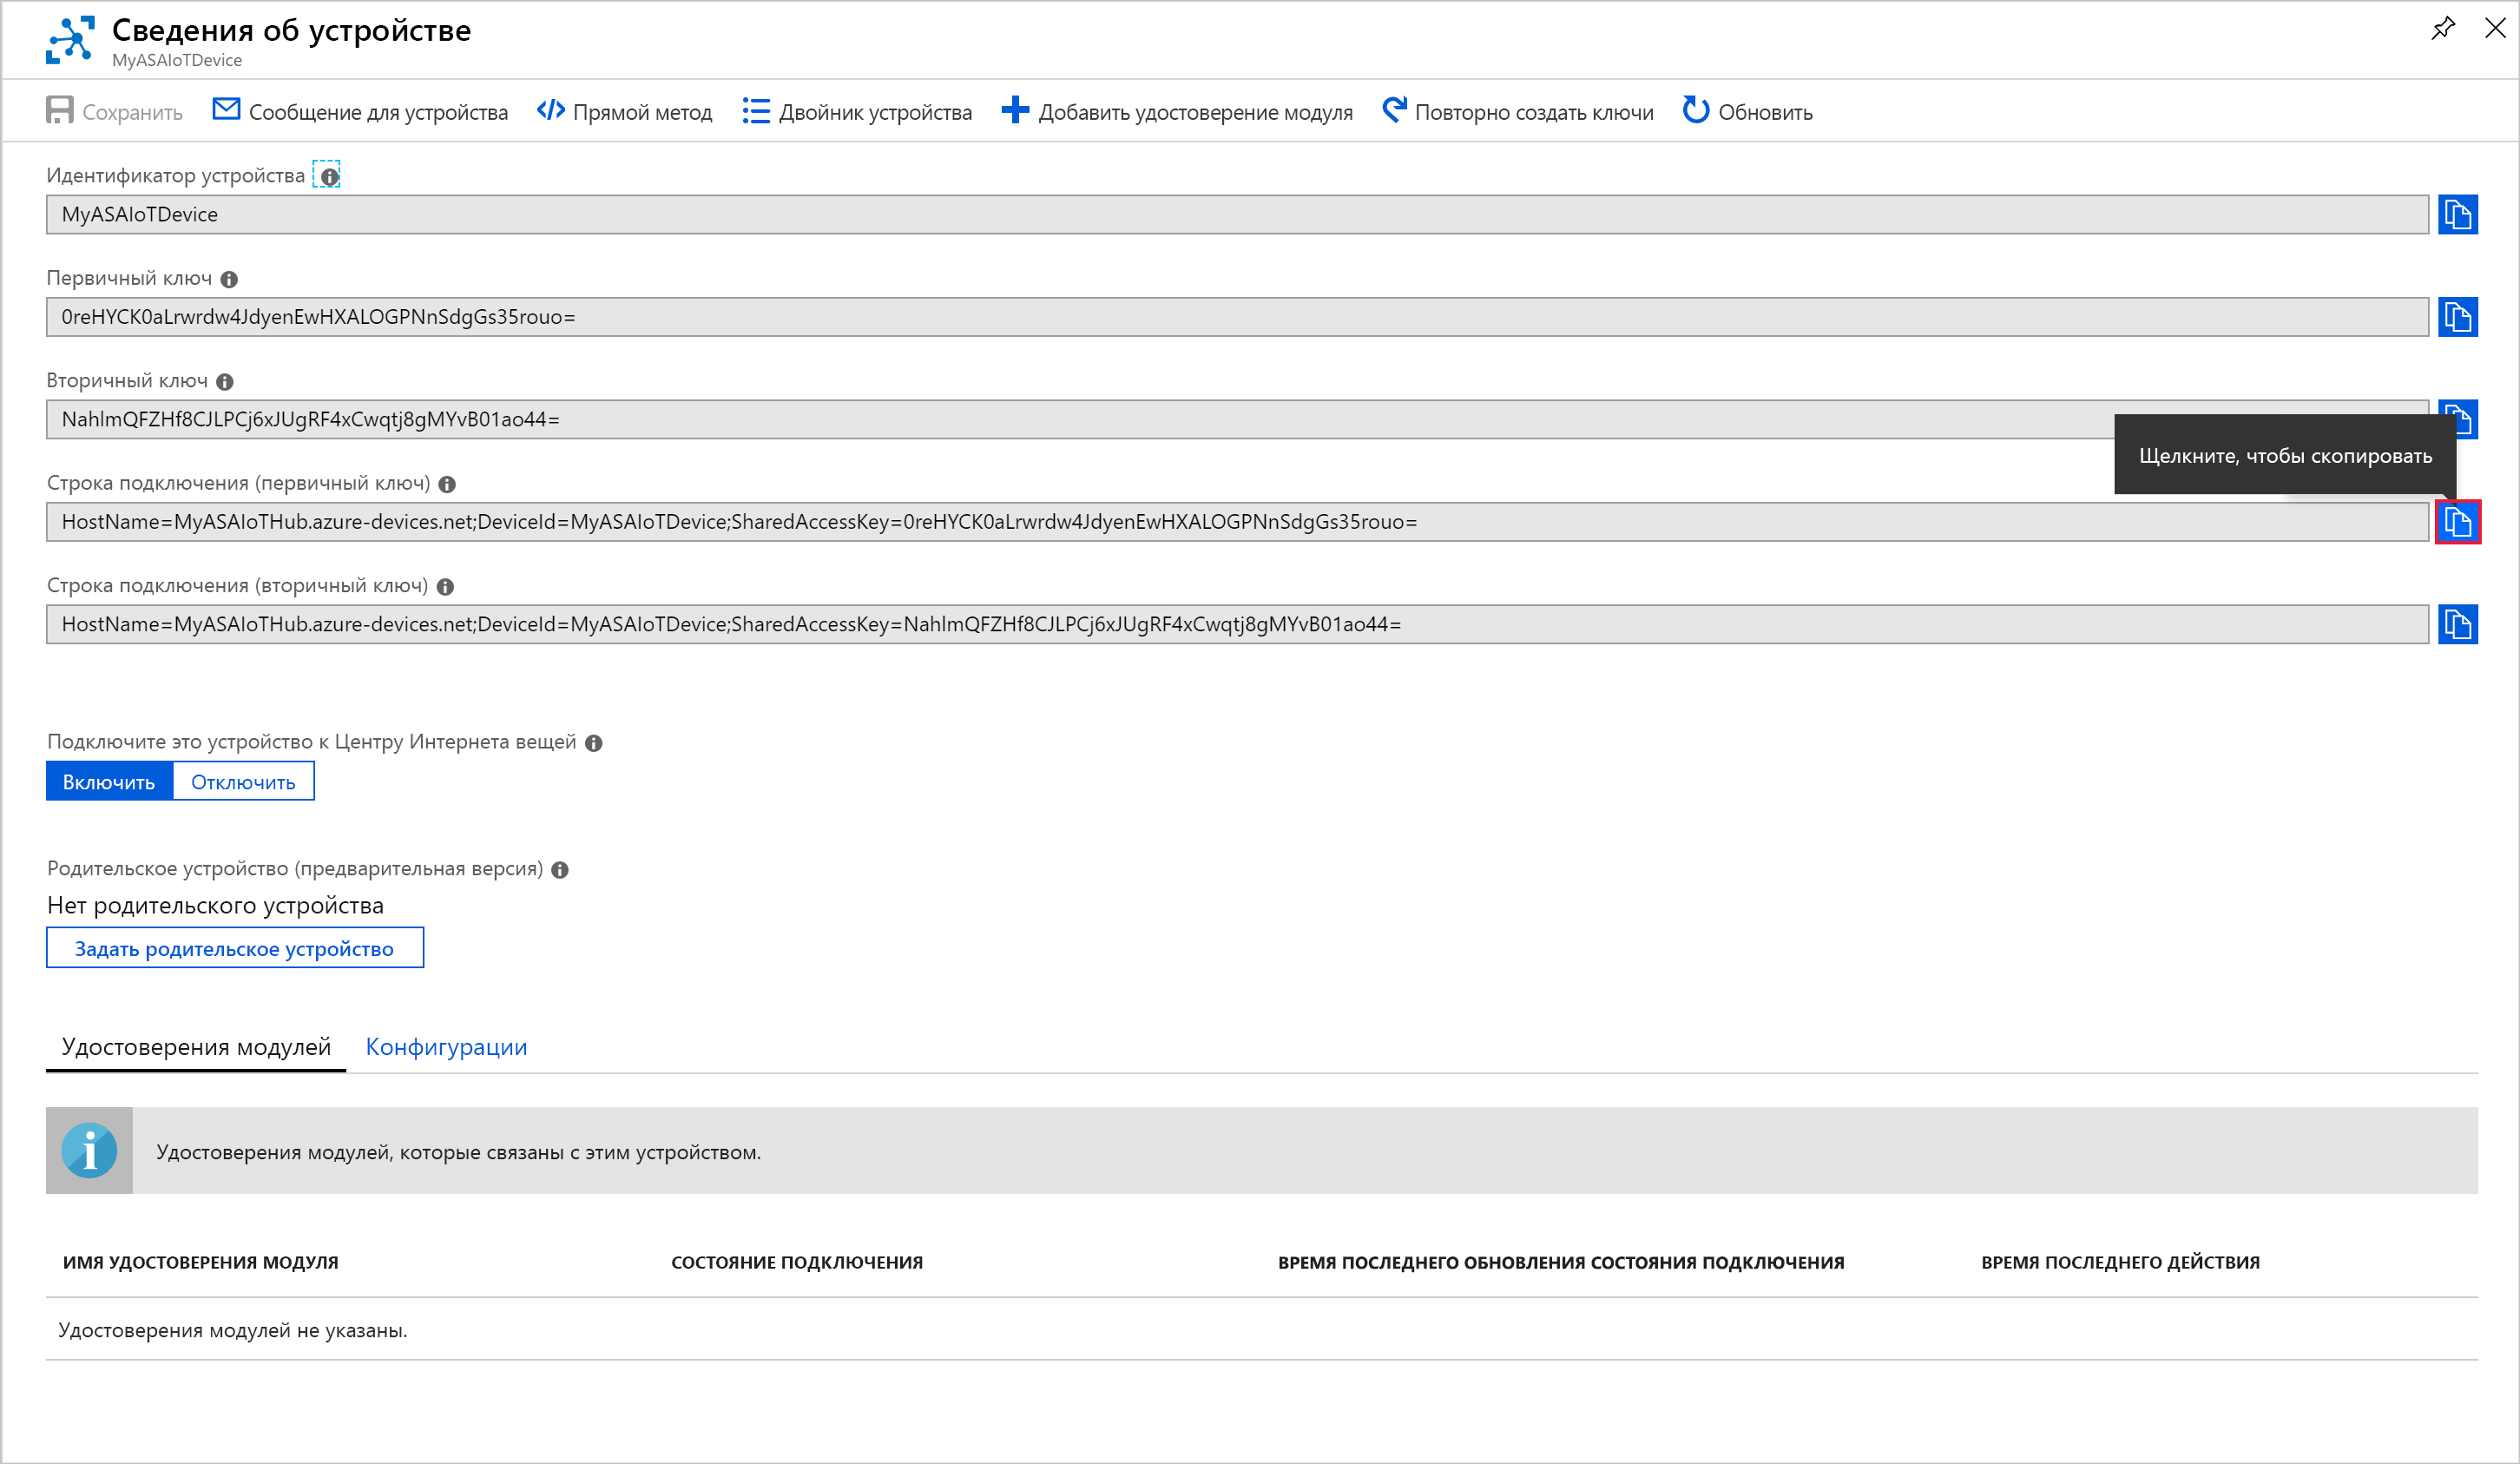 Сведения об устройстве
MyASAIoTDevice
Сохранить Сообщение для устройства Прямой метод Двойник устройства Добавить удостоверение модуля Повторно создать ключи Обновить
Идентификатор устройства
MyASAIoTDevice
Первичный ключ
0reHYCK0aLrwrdw4JdyenEwHXALOGPNnSdgGs35rouo=
Вторичный ключ
NahlmQFZHf8CJLPCj6xJUgRF4xCwqtj8gMYvB01ao44=
Щелкните, чтобы скопировать
Строка подключения (первичный ключ)
HostName=MyASAIoTHub.azure-devices.net;DeviceId=MyASAIoTDevice;SharedAccessKey=0reHYCK0aLrwrdw4JdyenEwHXALOGPNnSdgGs35rouo=
Строка подключения (вторичный ключ)
HostName=MyASAIoTHub.azure-devices.net;DeviceId=MyASAIoTDevice;SharedAccessKey=NahlmQFZHf8CJLPCj6xJUgRF4xCwqtj8gMYvB01ao44=
Подключите это устройство к Центру Интернета вещей
Включить Отключить
Родительское устройство (предварительная версия)
Нет родительского устройства
Задать родительское устройство
Удостоверения модулей Конфигурации
Удостоверения модулей, которые связаны с этим устройством.
ИМЯ УДОСТОВЕРЕНИЯ МОДУЛЯ СОСТОЯНИЕ ПОДКЛЮЧЕНИЯ ВРЕМЯ ПОСЛЕДНЕГО ОБНОВЛЕНИЯ СОСТОЯНИЯ ПОДКЛЮЧЕНИЯ ВРЕМЯ ПОСЛЕДНЕГО ДЕЙСТВИЯ
Удостоверения модулей не указаны.